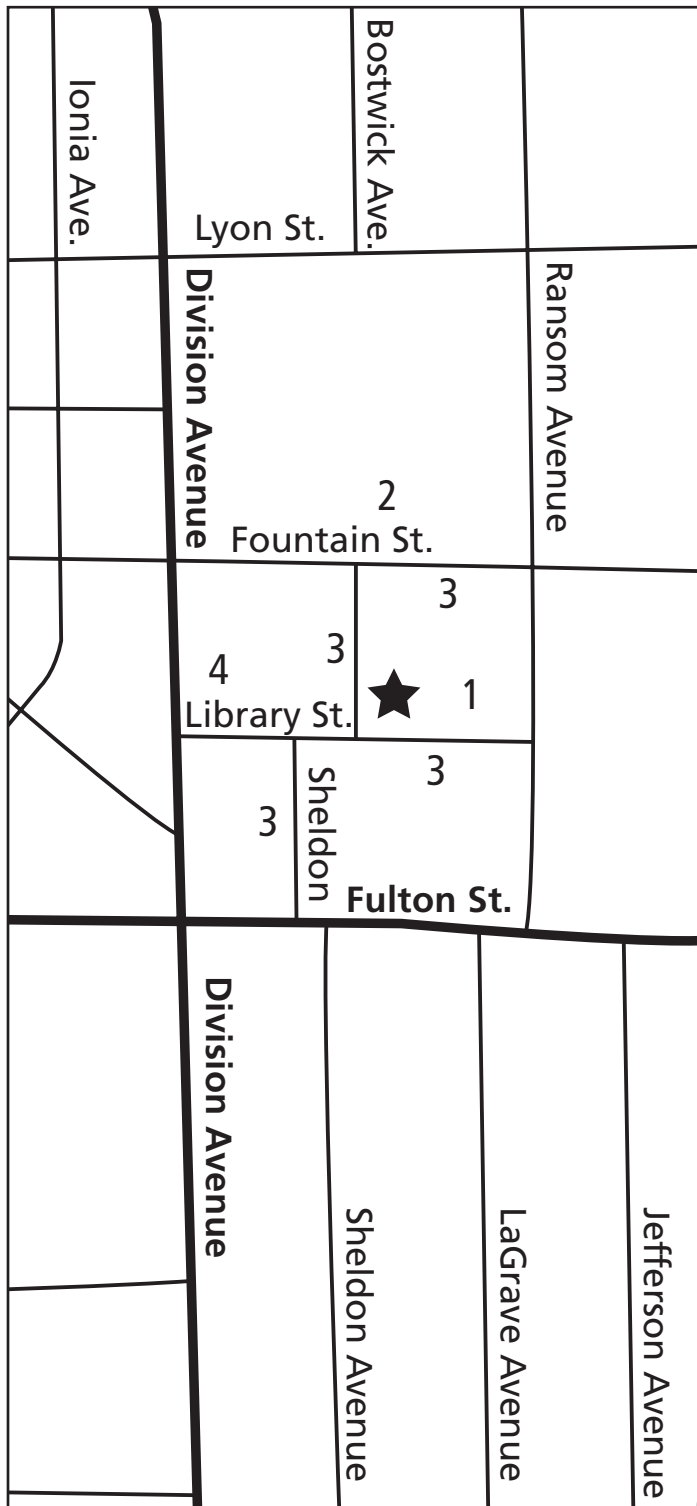 Ionia Ave.
Bostwick Ave.
Lyon St.
Division Avenue
Ransom Avenue
2
Fountain St.
3
3
4
1
Library St.
3
Sheldon
3
Fulton St.
Division Avenue
Sheldon Avenue
LaGrave Avenue
Jefferson Avenue